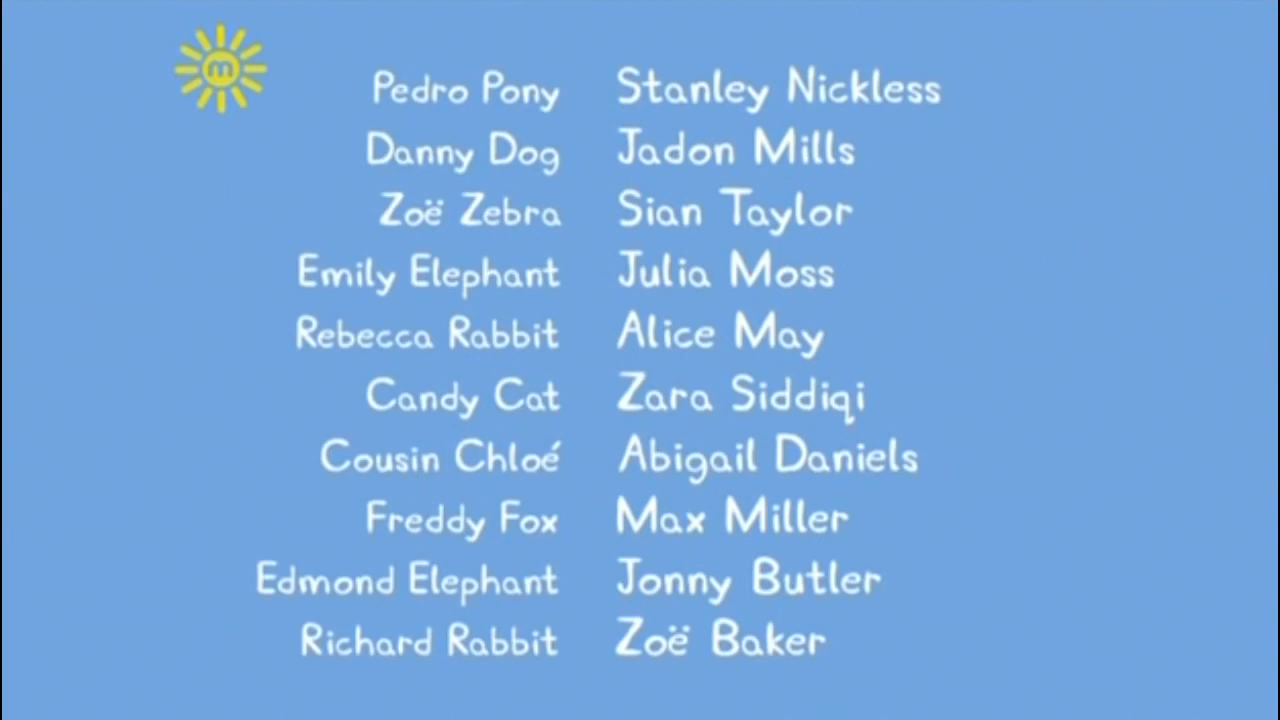 m
Pedro Pony Stanley Nickless
Danny Dog Jadon Mills
Zoë Zebra Sian Taylor
Emily Elephant Julia Moss
Rebecca Rabbit Alice May
Candy Cat Zara Siddiqi
Cousin Chloé Abigail Daniels
Freddy Fox Max Miller
Edmond Elephant Jonny Butler
Richard Rabbit Zoë Baker